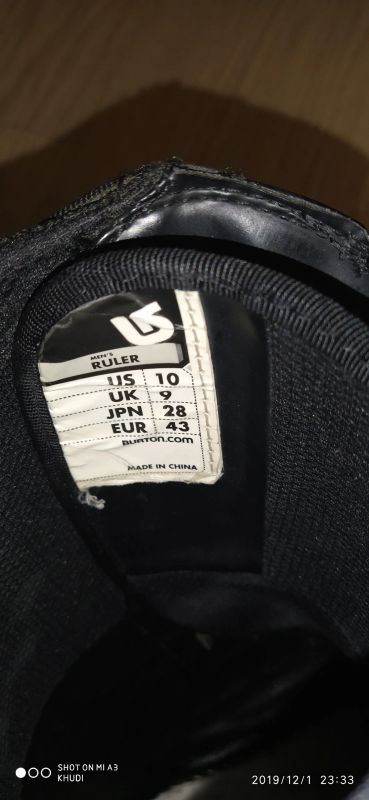 MEN'S
RULER
US 10
UK 9
JPN 28
EUR 43
BURTON.COM
MADE IN CHINA
SHOT ON MI A3
KHUDI
2019/12/1 23:33